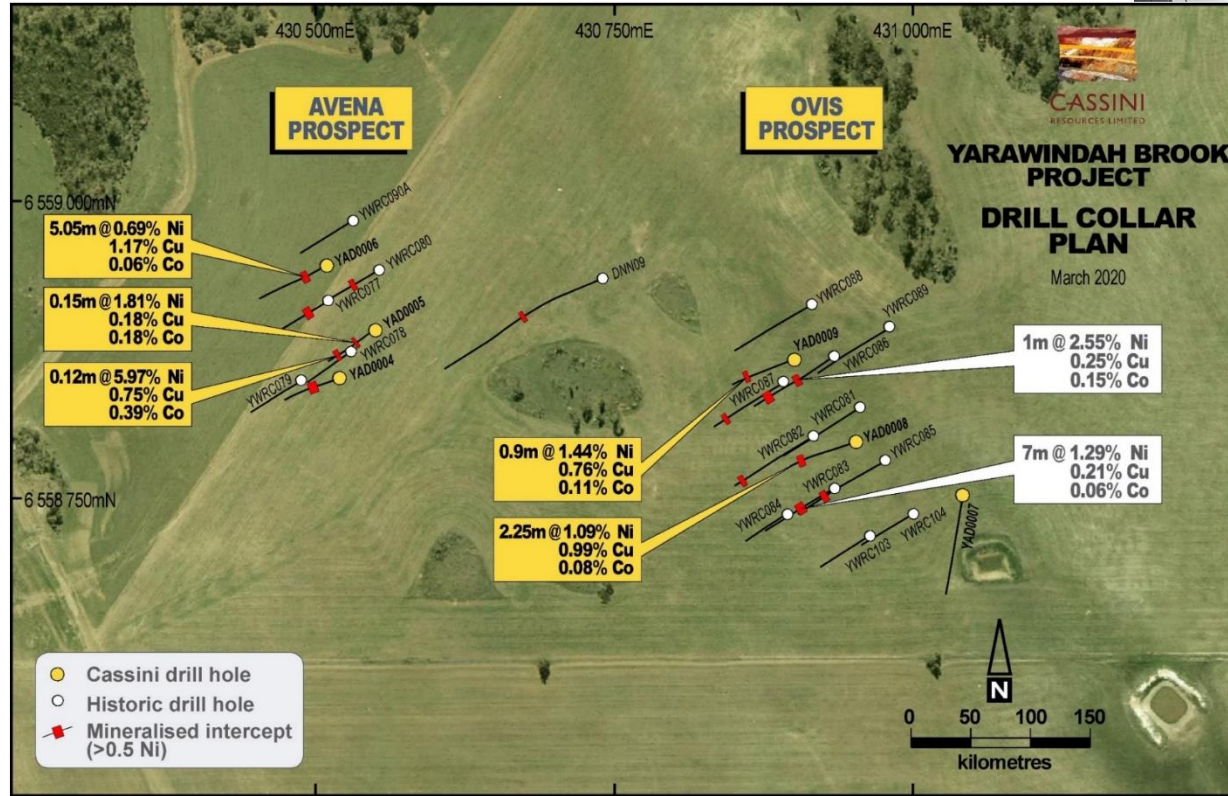 430 500mE
430 750mE
431 000mE
CASSINI
RESOURCES LIMITED
YARAWINDAH BROOK
PROJECT
DRILL COLLAR
PLAN
March 2020
AVENA
PROSPECT
OVIS
PROSPECT
6 559 000mN
6 558 750mN
5.05m @ 0.69% Ni
1.17% Cu
0.06% Co
0.15m @ 1.81% Ni
0.18% Cu
0.18% Co
0.12m @ 5.97% Ni
0.75% Cu
0.39% Co
YWRC090A
YAD0006
YWRC080
YWRC077
YAD0005
YWRC078
YWRC079
YAD0004
DNN09
YWRC088
YWRC089
YAD0009
YWRC086
YWRC087
YWRC081
YWRC082
YAD0008
YWRC085
YWRC083
YWRC084
YWRC104
YWRC103
YAD0007
0.9m @ 1.44% Ni
0.76% Cu
0.11% Co
2.25m @ 1.09% Ni
0.99% Cu
0.08% Co
1m @ 2.55% Ni
0.25% Cu
0.15% Co
7m @ 1.29% Ni
0.21% Cu
0.06% Co
Cassini drill hole
Historic drill hole
Mineralised intercept
(>0.5 Ni)
N
0 50 100 150
kilometres